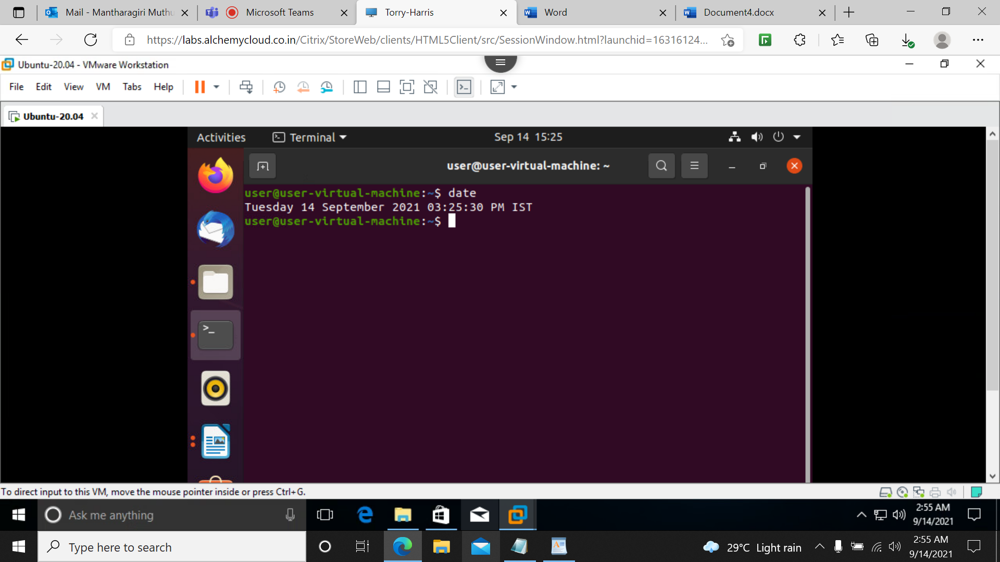 Mail - Mantharagiri Muthu
Microsoft Teams
Torry-Harris
Word
Document4.docx
https://labs.alchemycloud.co.in/Citrix/StoreWeb/clients/HTML5Client/src/SessionWindow.html?launchid=16316124...
Ubuntu-20.04 - VMware Workstation
File Edit View VM Tabs Help
Ubuntu-20.04
Activities Terminal Sep 14 15:25
user@user-virtual-machine: ~
user@user-virtual-machine:~$ date
Tuesday 14 September 2021 03:25:30 PM IST
user@user-virtual-machine:~$
To direct input to this VM, move the mouse pointer inside or press Ctrl+G.
Ask me anything
2:55 AM
9/14/2021
Type here to search
29°C Light rain
2:55 AM
9/14/2021